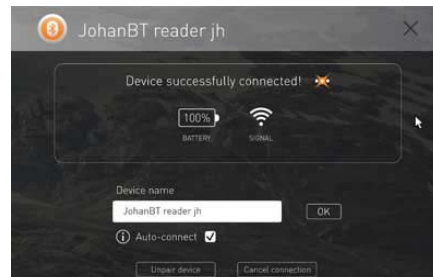 JohanBT reader jh
Device successfully connected!
100%
BATTERY
SIGNAL
Device name
JohanBT reader jh
OK
Auto-connect
Unpair device
Cancel connection